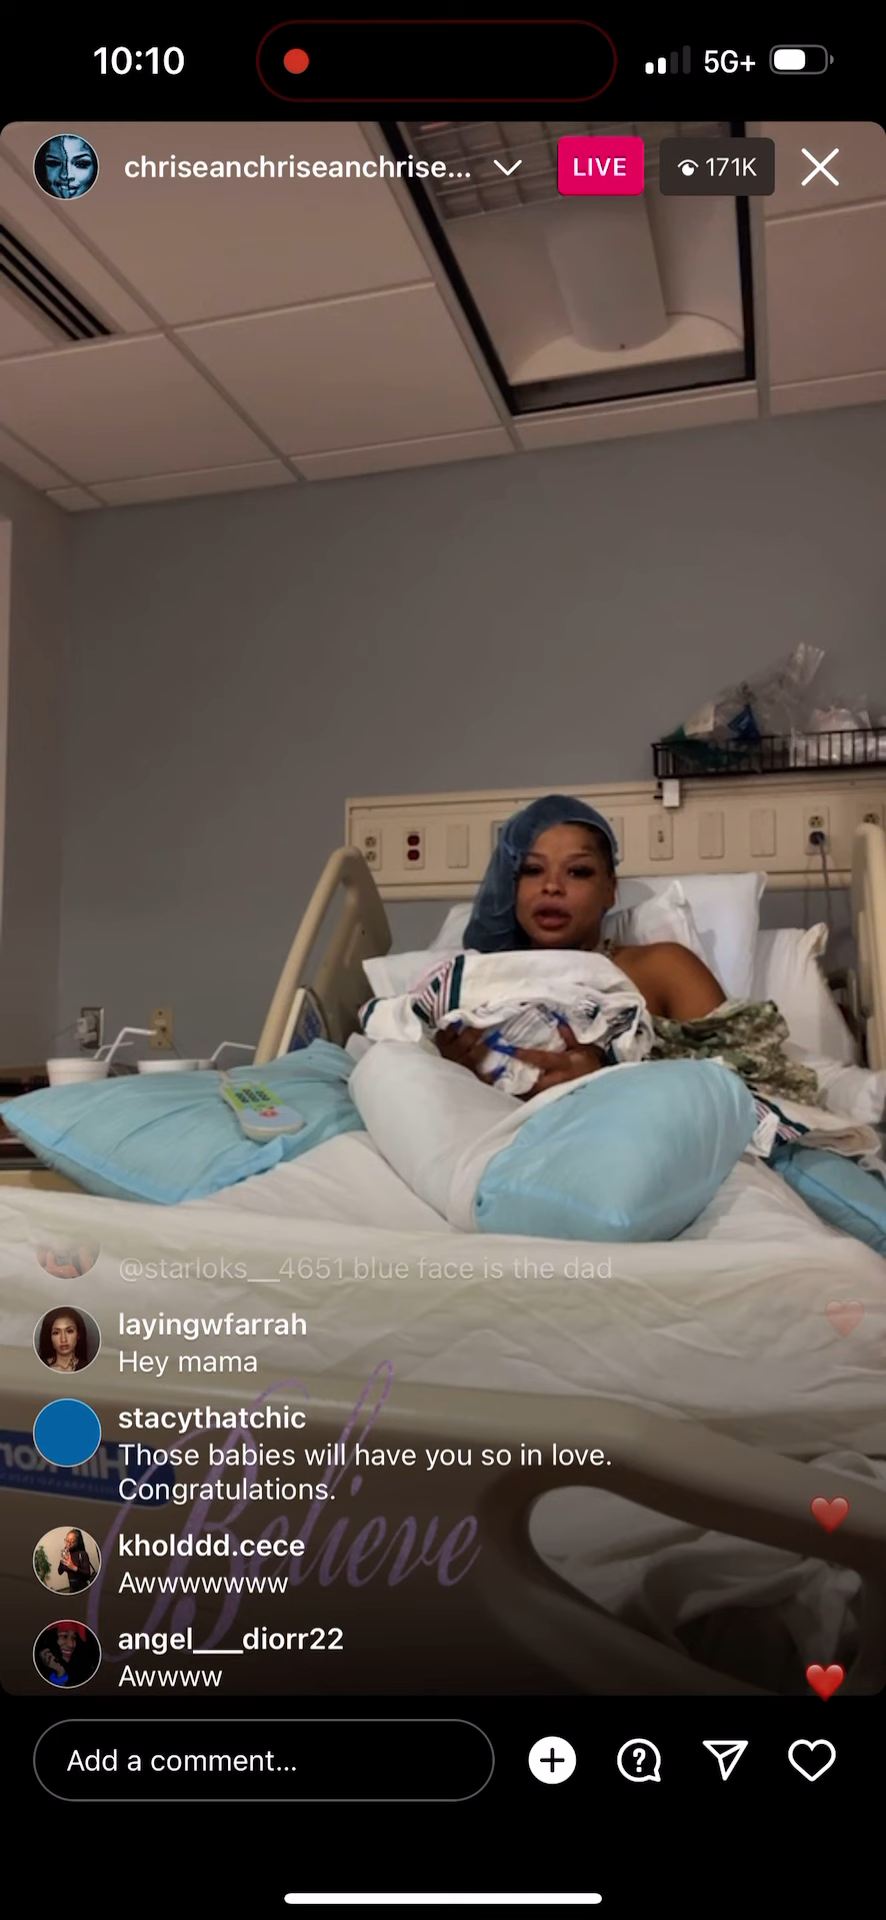 10:10
5G+
chriseanchriseanchrise...
LIVE
171K
@starloks__4651 blue face is the dad
layingwfarrah
Hey mama
stacythatchic
Those babies will have you so in love.
Congratulations.
kholddd.cece
Awwwwwww
Believe
angel___diorr22
Awwww
Add a comment...